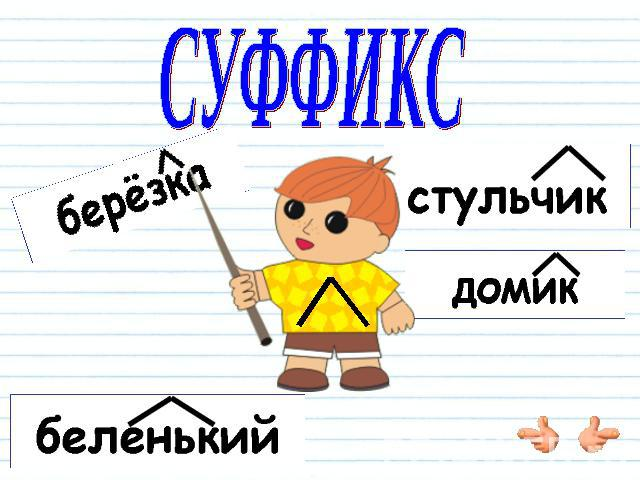 СУФФИКС
берёзка
стульчик
домик
беленький